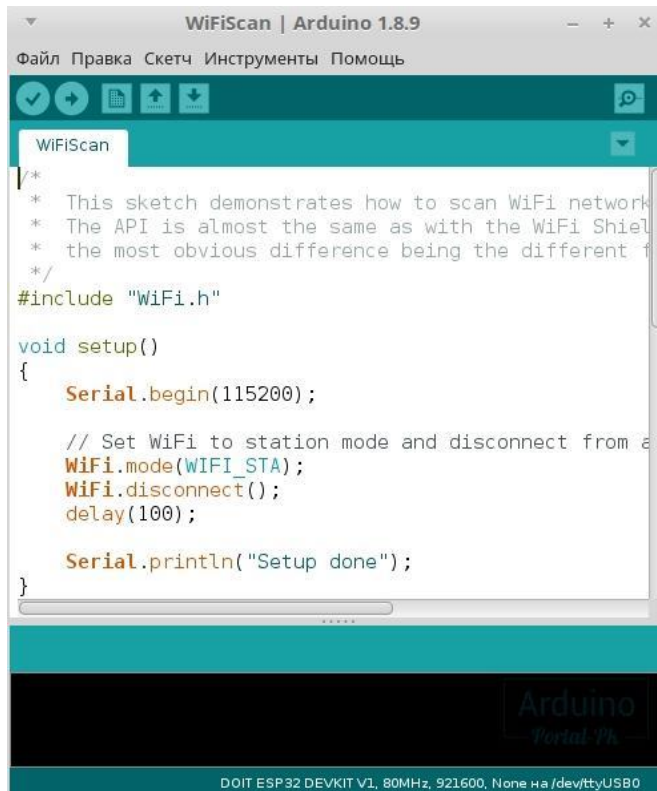 WiFiScan | Arduino 1.8.9
Файл Правка Скетч Инструменты Помощь
WiFiScan
/*
 *  This sketch demonstrates how to scan WiFi network
 *  The API is almost the same as with the WiFi Shiel
 *  the most obvious difference being the different f
 */
#include "WiFi.h"
void setup()
{
    Serial.begin(115200);
    // Set WiFi to station mode and disconnect from a
    WiFi.mode(WIFI_STA);
    WiFi.disconnect();
    delay(100);
    Serial.println("Setup done");
}
Arduino
Portal-Pk
DOIT ESP32 DEVKIT V1, 80MHz, 921600, None на /dev/ttyUSB0